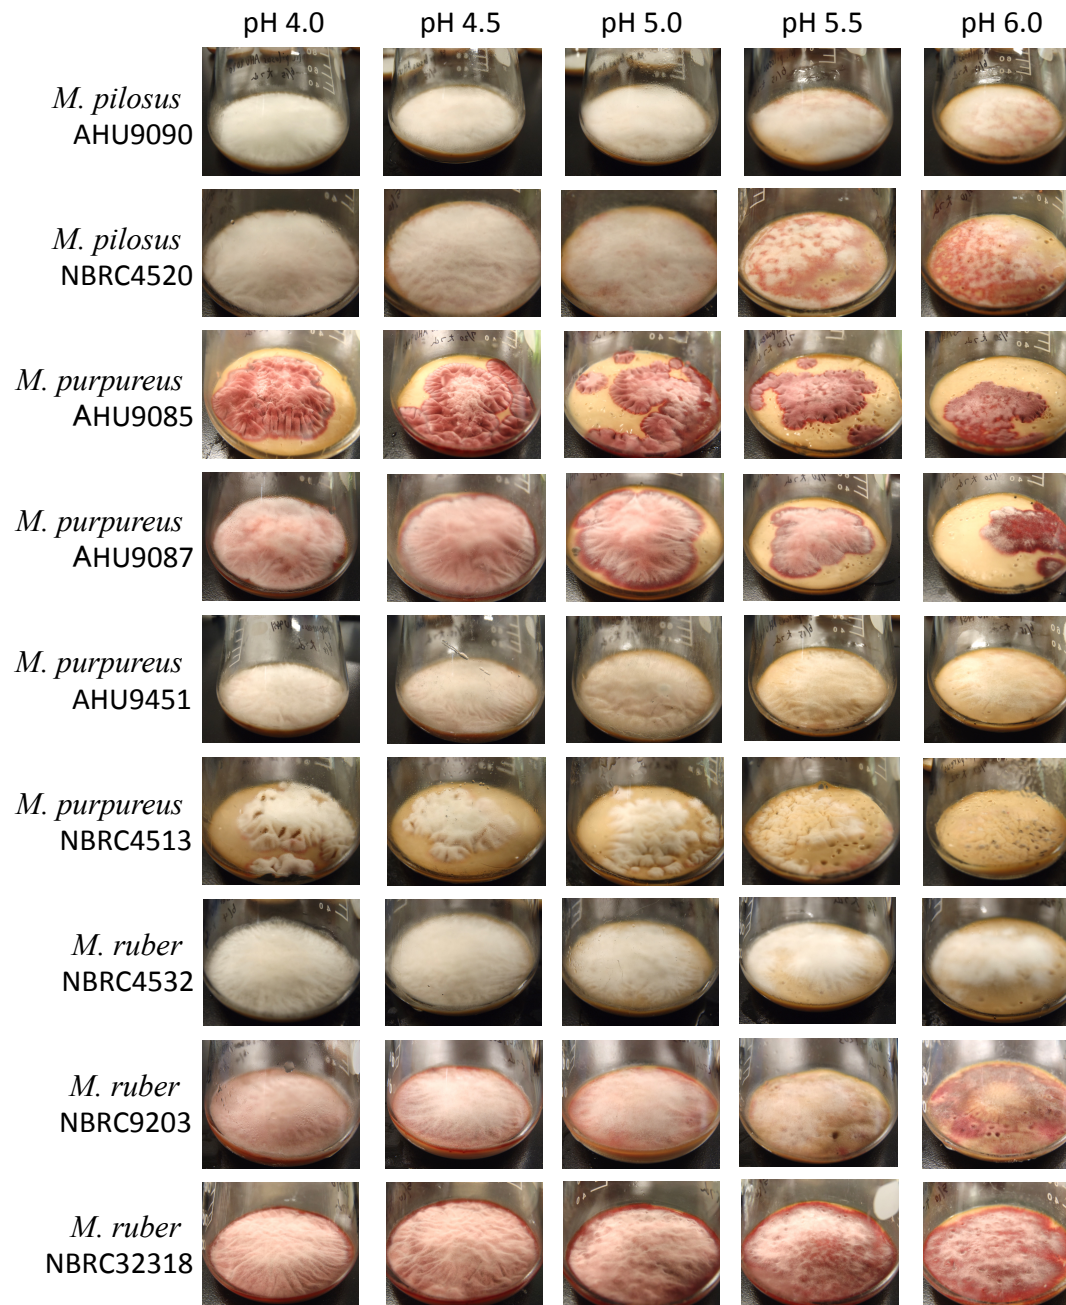 pH 4.0 pH 4.5 pH 5.0 pH 5.5 pH 6.0
M. pilosus
AHU9090
M. pilosus
NBRC4520
M. purpureus
AHU9085
M. purpureus
AHU9087
M. purpureus
AHU9451
M. purpureus
NBRC4513
M. ruber
NBRC4532
M. ruber
NBRC9203
M. ruber
NBRC32318